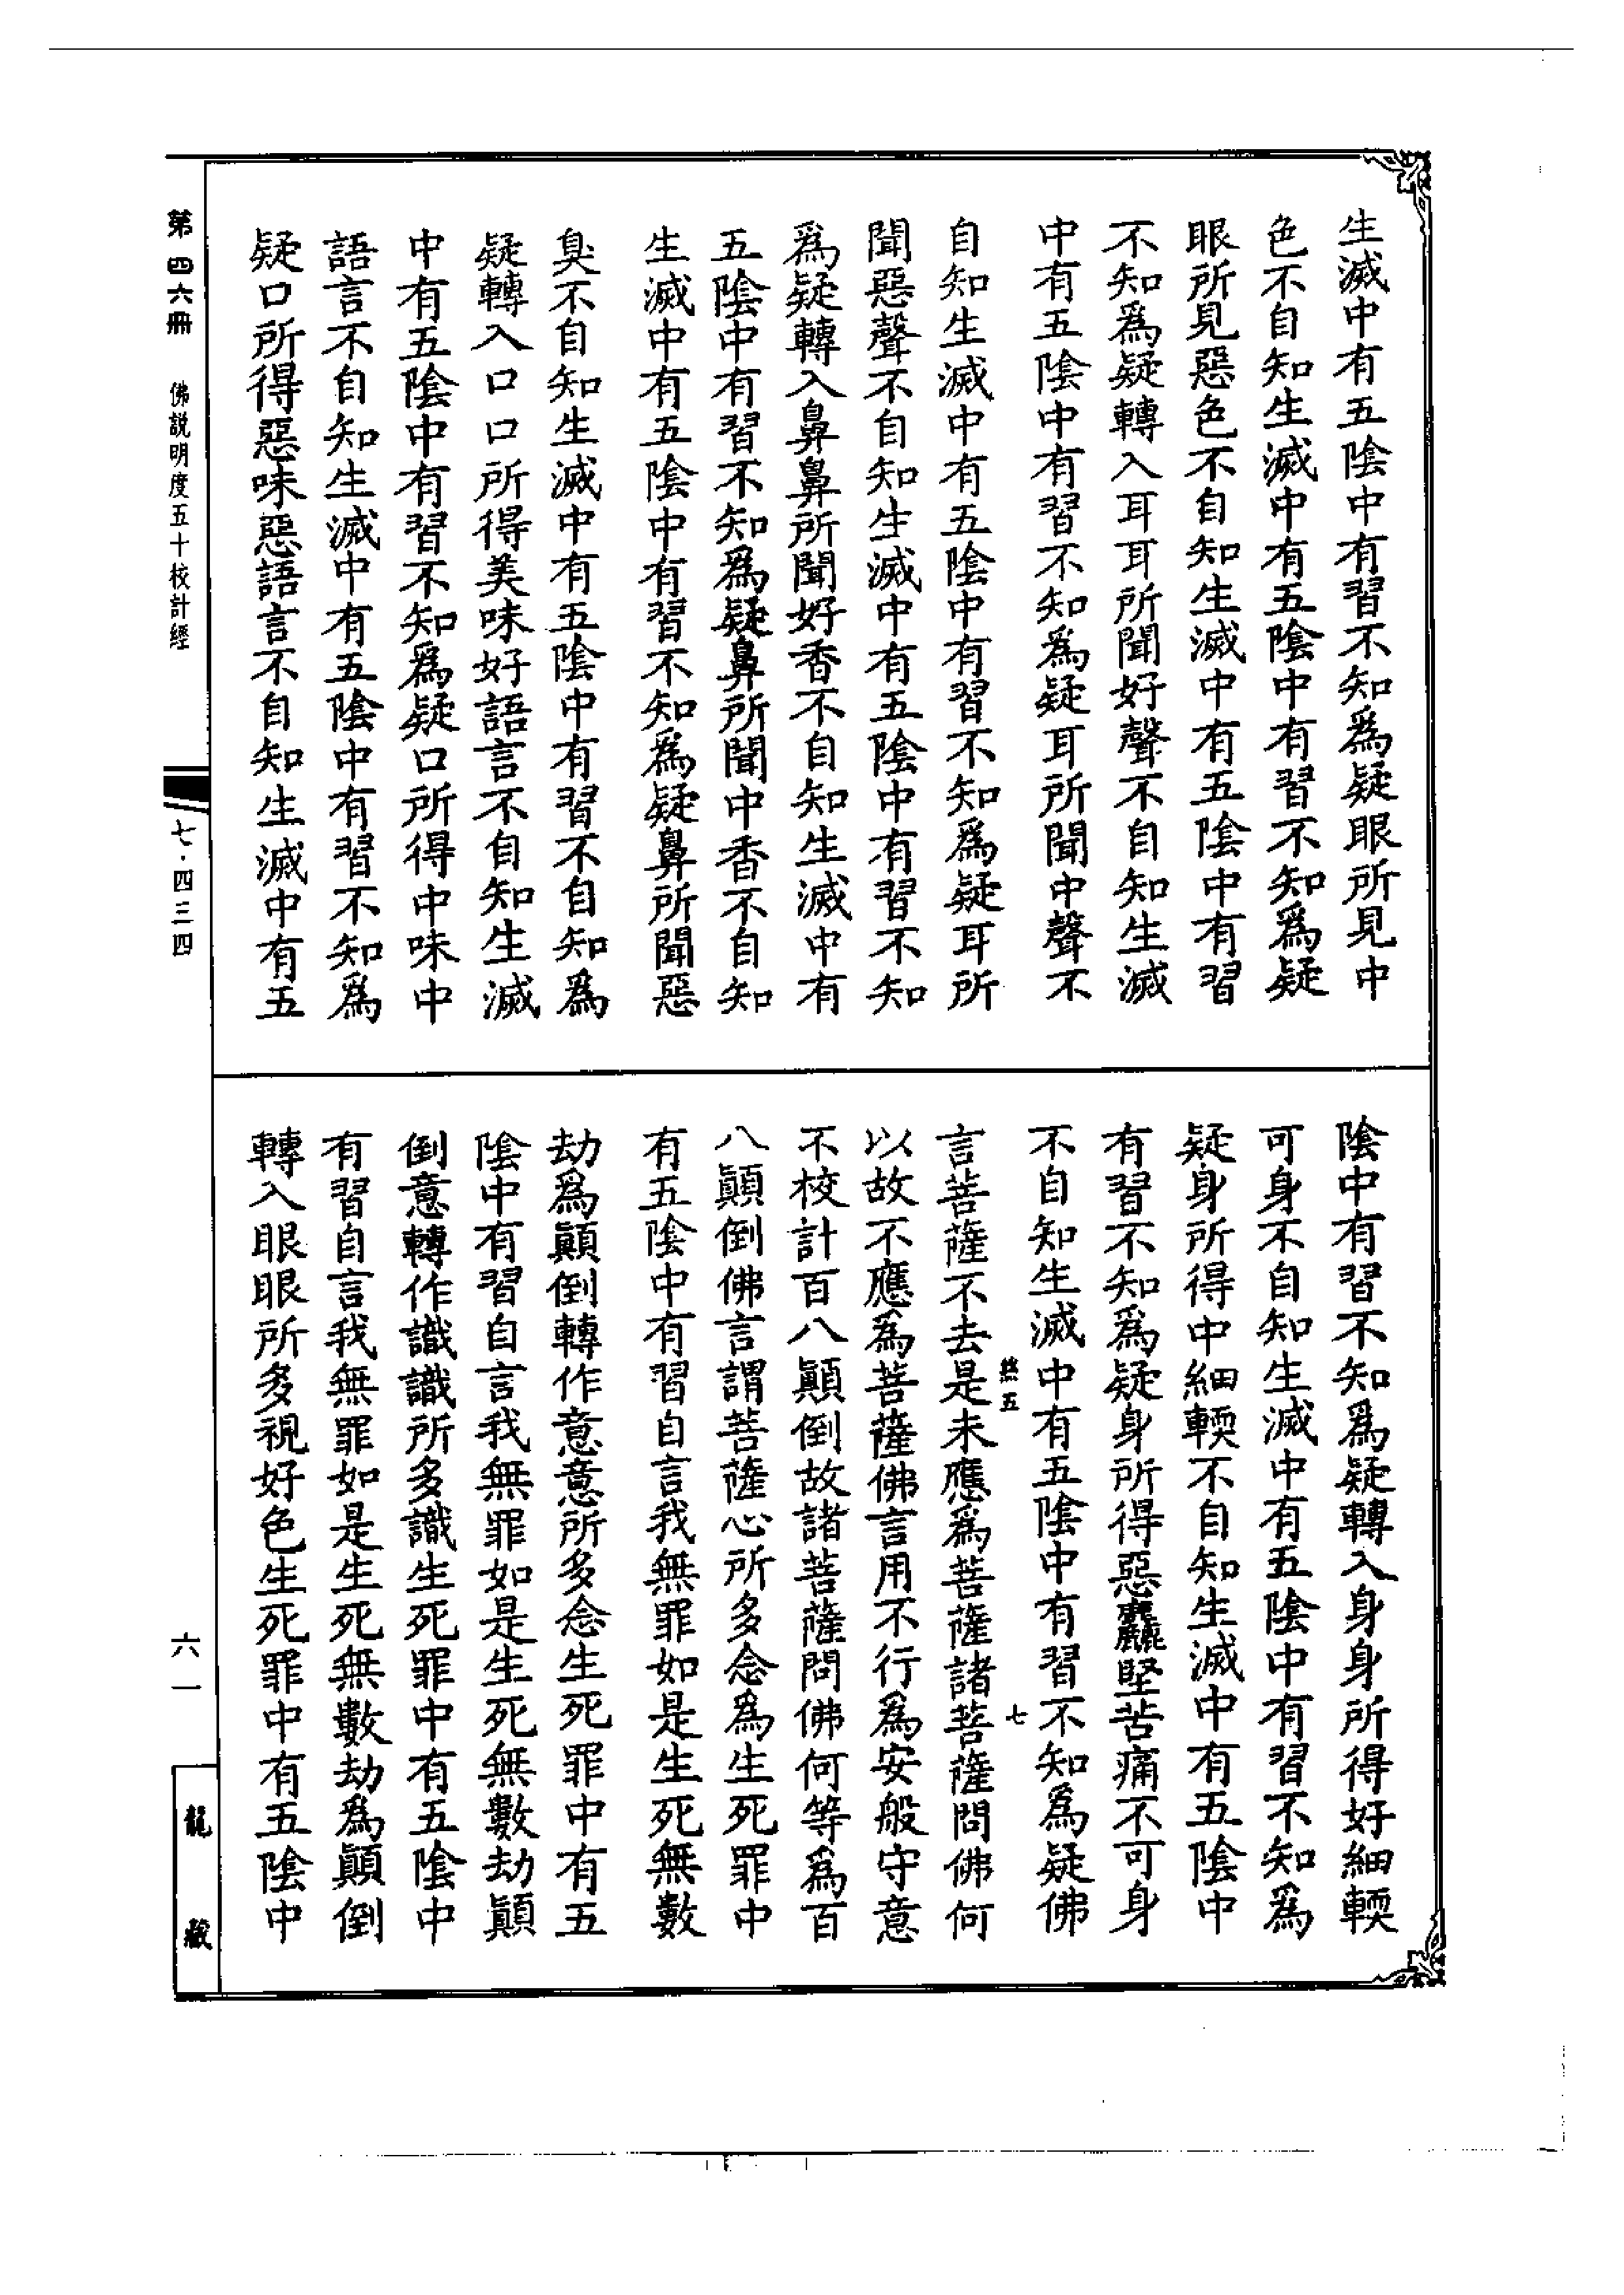 生滅中有五陰中有習不知爲疑眼所見中
色不自知生滅中有五陰中有習不知爲疑
眼所見惡色不自知生滅中有五陰中有習
不知爲疑轉入耳耳所聞好聲不自知生滅
中有五陰中有習不知爲疑耳所聞中聲不
自知生滅中有五陰中有習不知爲疑耳所
聞惡聲不自知生滅中有五陰中有習不知
爲疑轉入鼻鼻所聞好香不自知生滅中有
五陰中有習不知爲疑鼻所聞中香不自知
生滅中有五陰中有習不知爲疑鼻所聞惡
臭不自知生滅中有五陰中有習不自知爲
疑轉入口口所得美味好語言不自知生滅
中有五陰中有習不知爲疑口所得中味中
語言不自知生滅中有五陰中有習不知爲
疑口所得惡味惡語言不自知生滅中有五
陰中有習不知爲疑轉入身身所得好細輭
可身不自知生滅中有五陰中有習不知爲
疑身所得中細輭不自知生滅中有五陰中
有習不知爲疑身所得惡麤堅苦痛不可身
不自知生滅中有五陰中有習不知爲疑佛
言菩薩不去是未應爲菩薩諸菩薩問佛何
以故不應爲菩薩佛言用不行爲安般守意
不校計百八顚倒故諸菩薩問佛何等爲百
八顚倒佛言謂菩薩心所多念爲生死罪中
有五陰中有習自言我無罪如是生死無數
劫爲顚倒轉作意意所多念生死罪中有五
陰中有習自言我無罪如是生死無數劫顚
倒意轉作識識所多識生死罪中有五陰中
有習自言我無罪如是生死無數劫爲顚倒
轉入眼眼所多視好色生死罪中有五陰中
七
第四六冊
佛說明度五十校計經
七·四三四
六一
龍藏